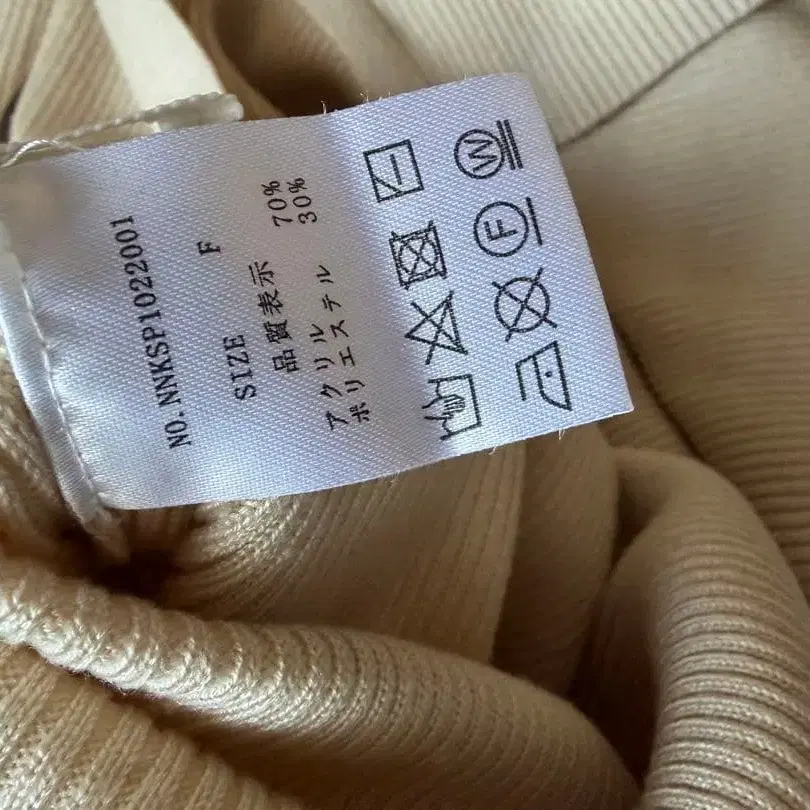 NO.NNKSP1022001
SIZE F
品質表示
アクリル 70%
ポリエステル 30%
F W